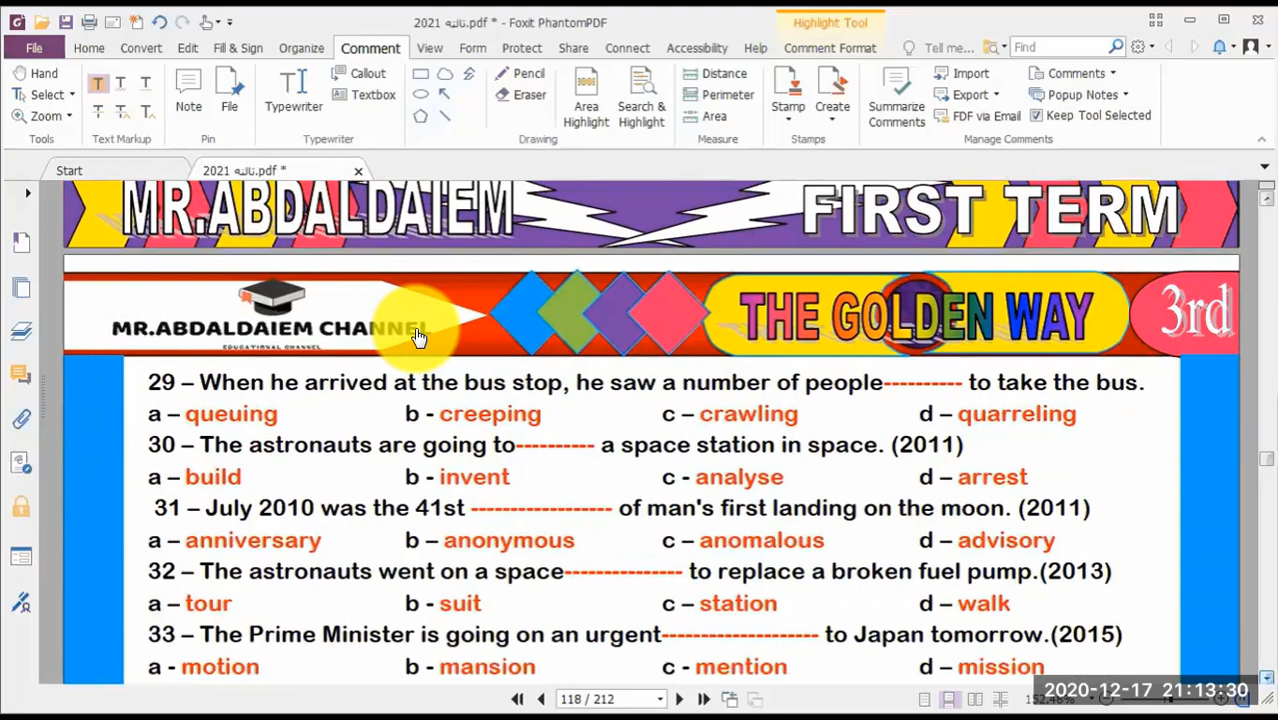 2021 ثالثه.pdf * - Foxit PhantomPDF
Highlight Tool
File Home Convert Edit Fill & Sign Organize Comment View Form Protect Share Connect Accessibility Help Comment Format Tell me... Find
Hand
Select
Zoom
Tools
T T T
T T T
Text Markup
Note
File
Pin
Typewriter
Callout
Textbox
Typewriter
Pencil
Eraser
Area Highlight
Search & Highlight
Drawing
Distance
Perimeter
Area
Measure
Stamp
Create
Stamps
Summarize Comments
Import
Export
FDF via Email
Comments
Popup Notes
Keep Tool Selected
Manage Comments
Start
2021 ثالثه.pdf *
MR.ABDALDAIEM FIRST TERM
MR.ABDALDAIEM CHANNEL
EDUCATIONAL CHANNEL
THE GOLDEN WAY
3rd
29 – When he arrived at the bus stop, he saw a number of people---------- to take the bus.
a – queuing b - creeping c – crawling d – quarreling
30 – The astronauts are going to---------- a space station in space. (2011)
a – build b - invent c - analyse d – arrest
31 – July 2010 was the 41st ------------------ of man's first landing on the moon. (2011)
a – anniversary b – anonymous c – anomalous d – advisory
32 – The astronauts went on a space--------------- to replace a broken fuel pump.(2013)
a – tour b - suit c – station d – walk
33 – The Prime Minister is going on an urgent-------------------- to Japan tomorrow.(2015)
a - motion b – mansion c - mention d – mission
118 / 212
2020-12-17 21:13:30